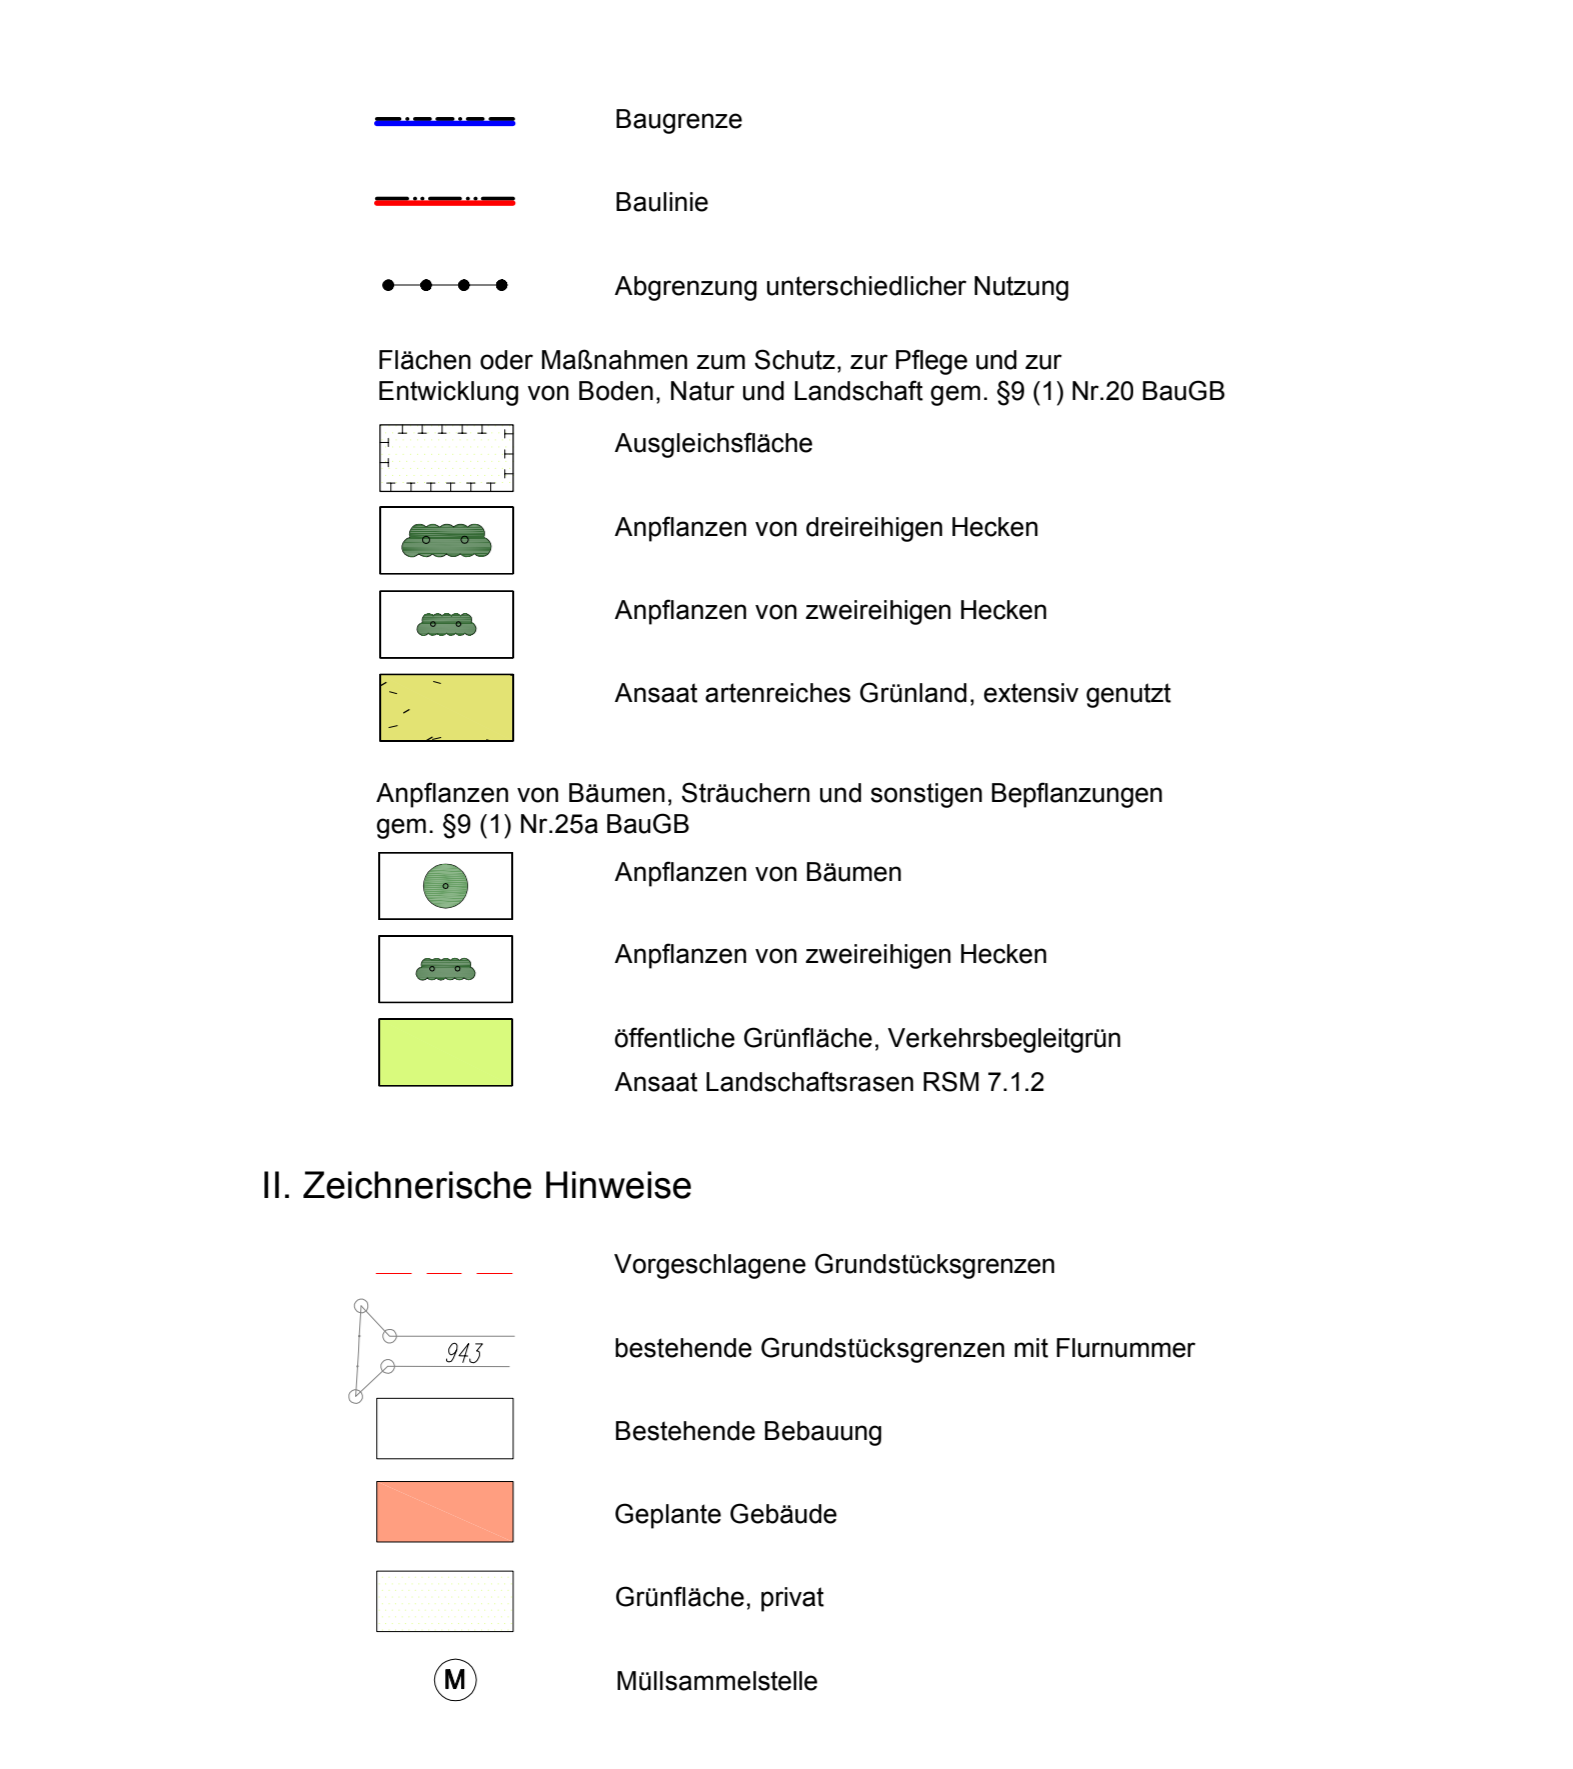 Baugrenze
Baulinie
Abgrenzung unterschiedlicher Nutzung
Flächen oder Maßnahmen zum Schutz, zur Pflege und zur
Entwicklung von Boden, Natur und Landschaft gem. §9 (1) Nr.20 BauGB
Ausgleichsfläche
Anpflanzen von dreireihigen Hecken
Anpflanzen von zweireihigen Hecken
Ansaat artenreiches Grünland, extensiv genutzt
Anpflanzen von Bäumen, Sträuchern und sonstigen Bepflanzungen
gem. §9 (1) Nr.25a BauGB
Anpflanzen von Bäumen
Anpflanzen von zweireihigen Hecken
öffentliche Grünfläche, Verkehrsbegleitgrün
Ansaat Landschaftsrasen RSM 7.1.2
II. Zeichnerische Hinweise
Vorgeschlagene Grundstücksgrenzen
943 bestehende Grundstücksgrenzen mit Flurnummer
Bestehende Bebauung
Geplante Gebäude
Grünfläche, privat
M Müllsammelstelle